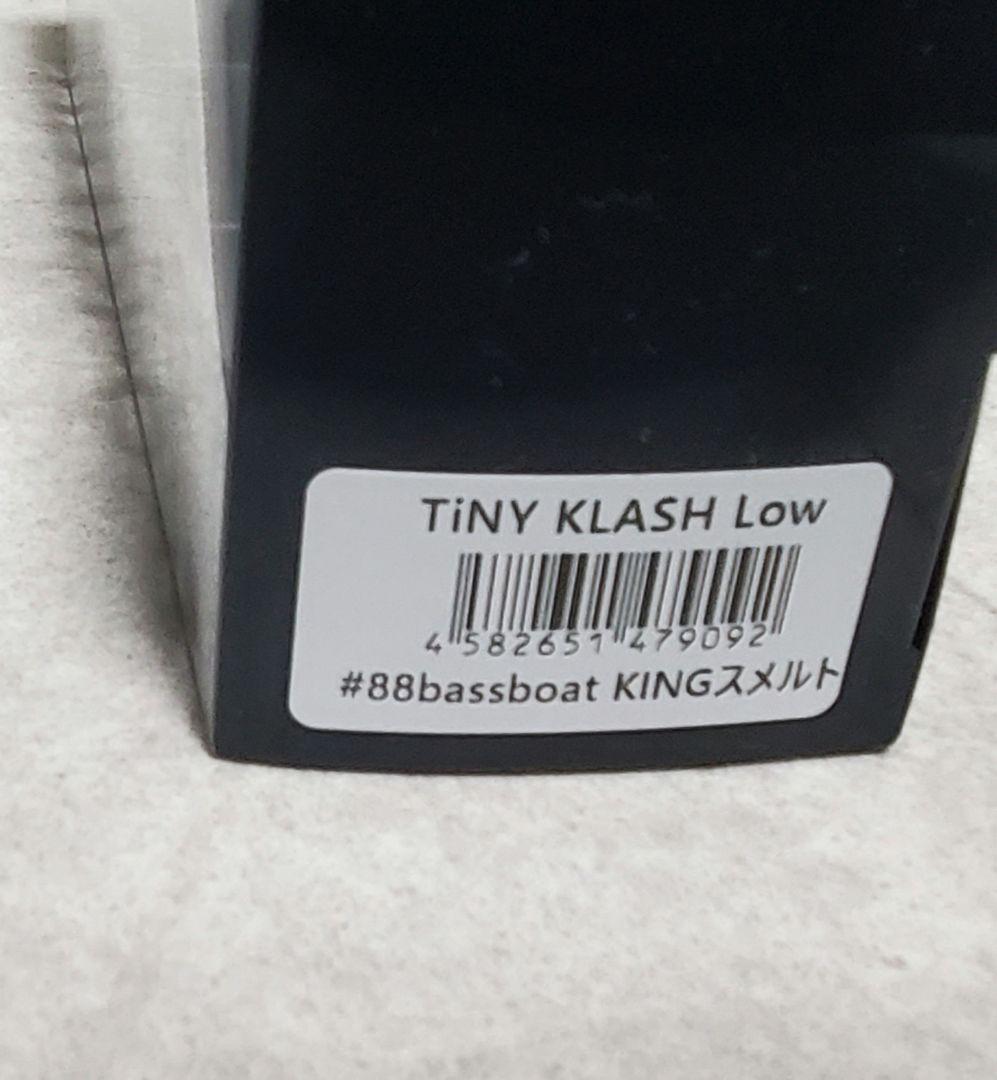 TiNY KLASH Low
4 582651 479092
#88bassboat KINGスメルト